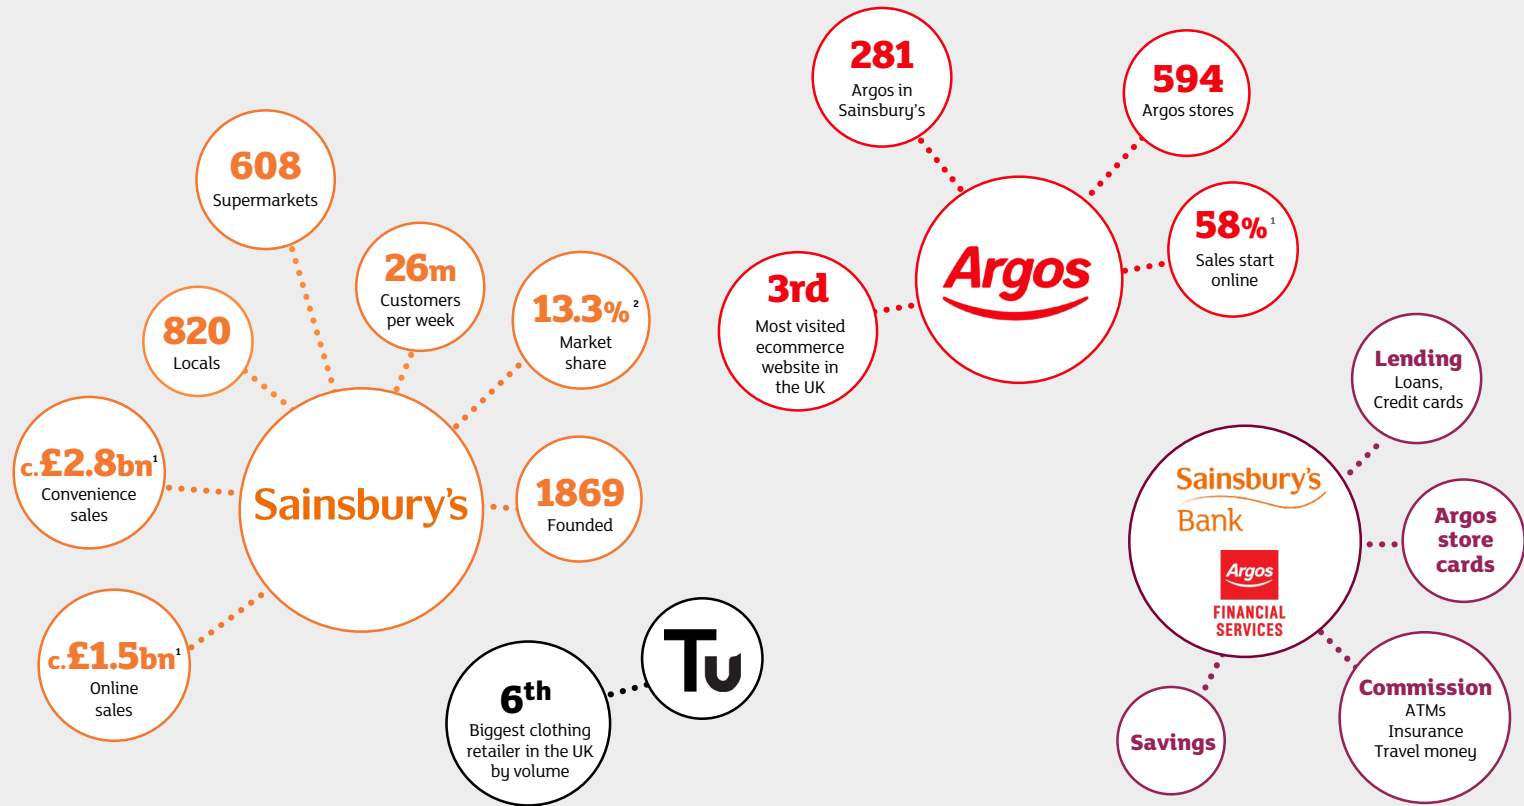 608
Supermarkets
26m
Customers
per week
13.3%²
Market
share
820
Locals
c.£2.8bn¹
Convenience
sales
Sainsbury's
1869
Founded
c.£1.5bn¹
Online
sales
6th
Biggest clothing
retailer in the UK
by volume
Tu
281
Argos in
Sainsbury's
594
Argos stores
58%¹
Sales start
online
3rd
Most visited
ecommerce
website in
the UK
Argos
Lending
Loans,
Credit cards
Sainsbury's
Bank
Argos
FINANCIAL
SERVICES
Argos
store
cards
Commission
ATMs
Insurance
Travel money
Savings